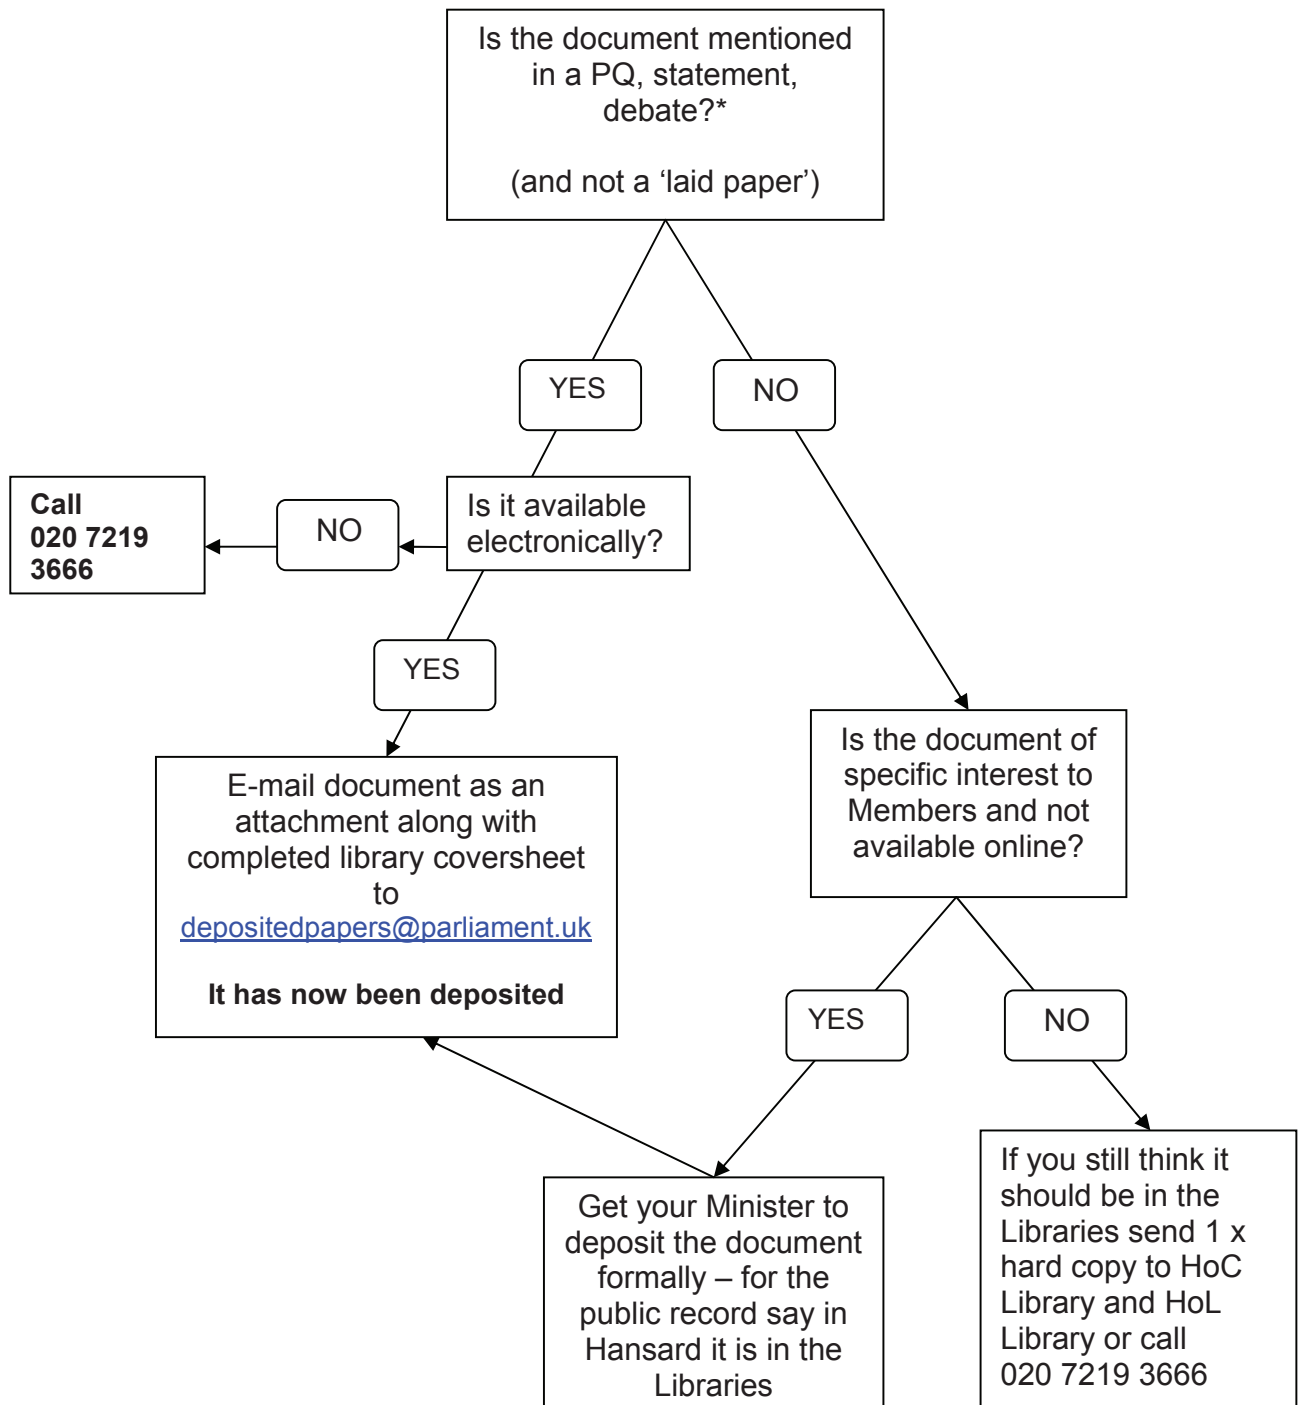 Is the document mentioned
in a PQ, statement,
debate?*
(and not a ‘laid paper’)
YES
NO
Call
020 7219
3666
NO
Is it available
electronically?
YES
E-mail document as an
attachment along with
completed library coversheet
to
depositedpapers@parliament.uk
It has now been deposited
Is the document of
specific interest to
Members and not
available online?
YES
NO
Get your Minister to
deposit the document
formally – for the
public record say in
Hansard it is in the
Libraries
If you still think it
should be in the
Libraries send 1 x
hard copy to HoC
Library and HoL
Library or call
020 7219 3666